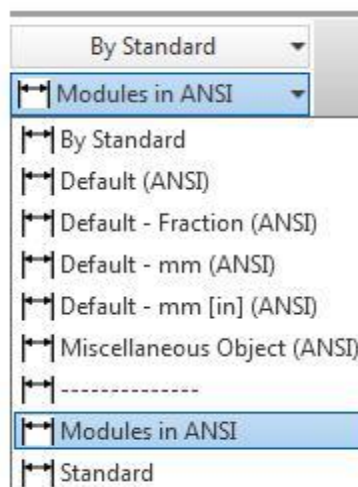 By Standard
Modules in ANSI
By Standard
Default (ANSI)
Default - Fraction (ANSI)
Default - mm (ANSI)
Default - mm [in] (ANSI)
Miscellaneous Object (ANSI)
--------------
Modules in ANSI
Standard